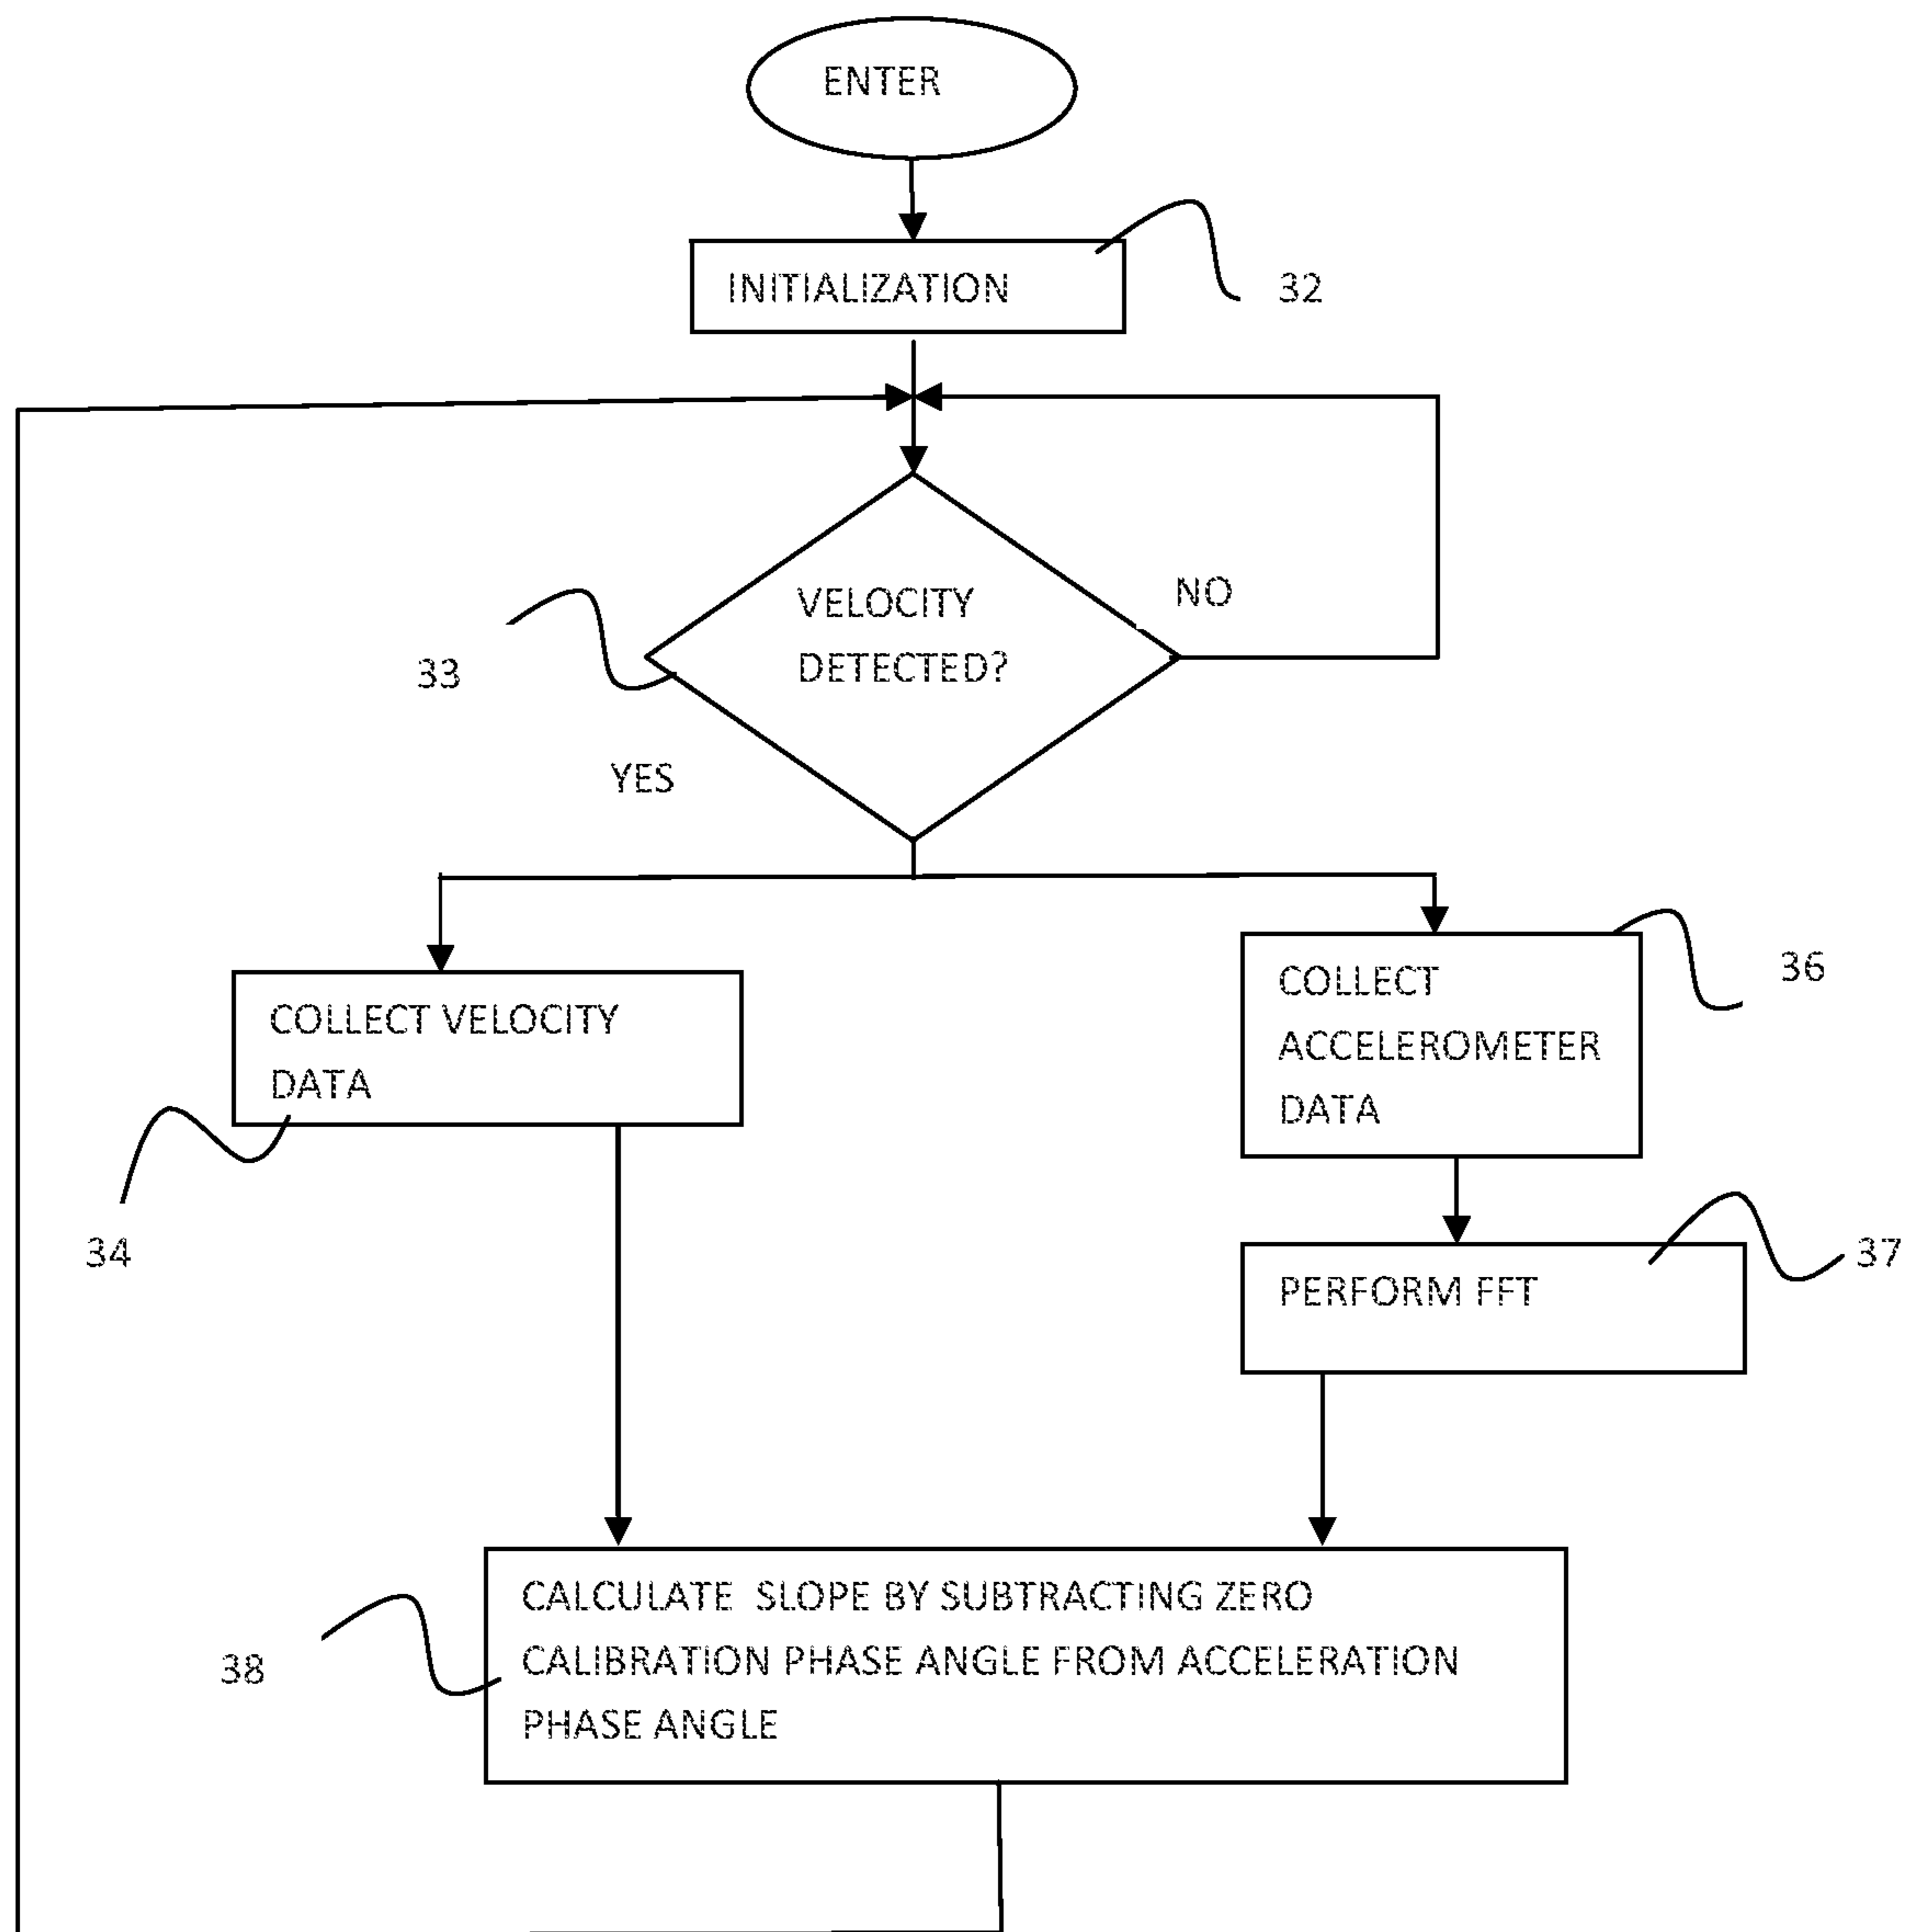 ENTER
INITIALIZATION
32
VELOCITY
DETECTED?
NO
33
YES
COLLECT VELOCITY
DATA
34
COLLECT
ACCELEROMETER
DATA
36
PERFORM FFT
37
CALCULATE SLOPE BY SUBTRACTING ZERO
CALIBRATION PHASE ANGLE FROM ACCELERATION
PHASE ANGLE
38